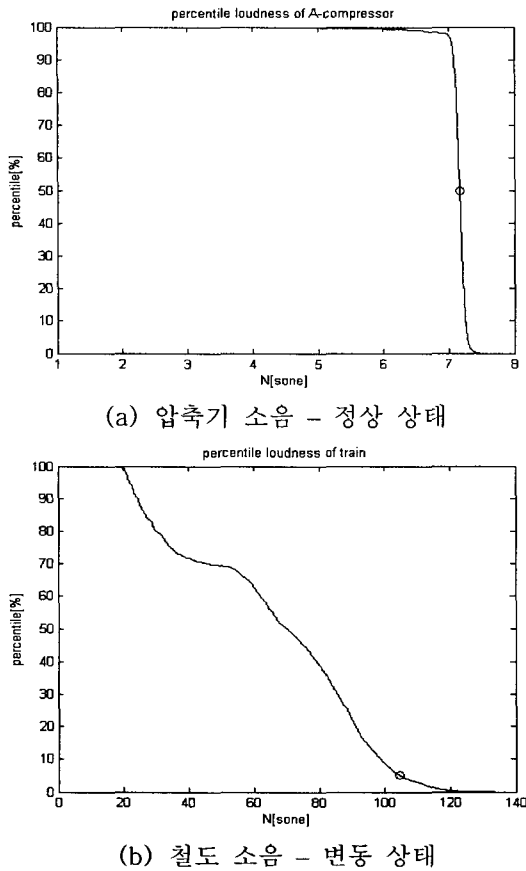 percentile loudness of A-compressor
100
90
80
70
60
50
40
30
20
10
0
percentile[%]
1 2 3 4 5 6 7 8
N[sone]
(a) 압축기 소음 – 정상 상태
percentile loudness of train
100
90
80
70
60
50
40
30
20
10
0
percentile[%]
0 20 40 60 80 100 120 140
N[sone]
(b) 철도 소음 – 변동 상태